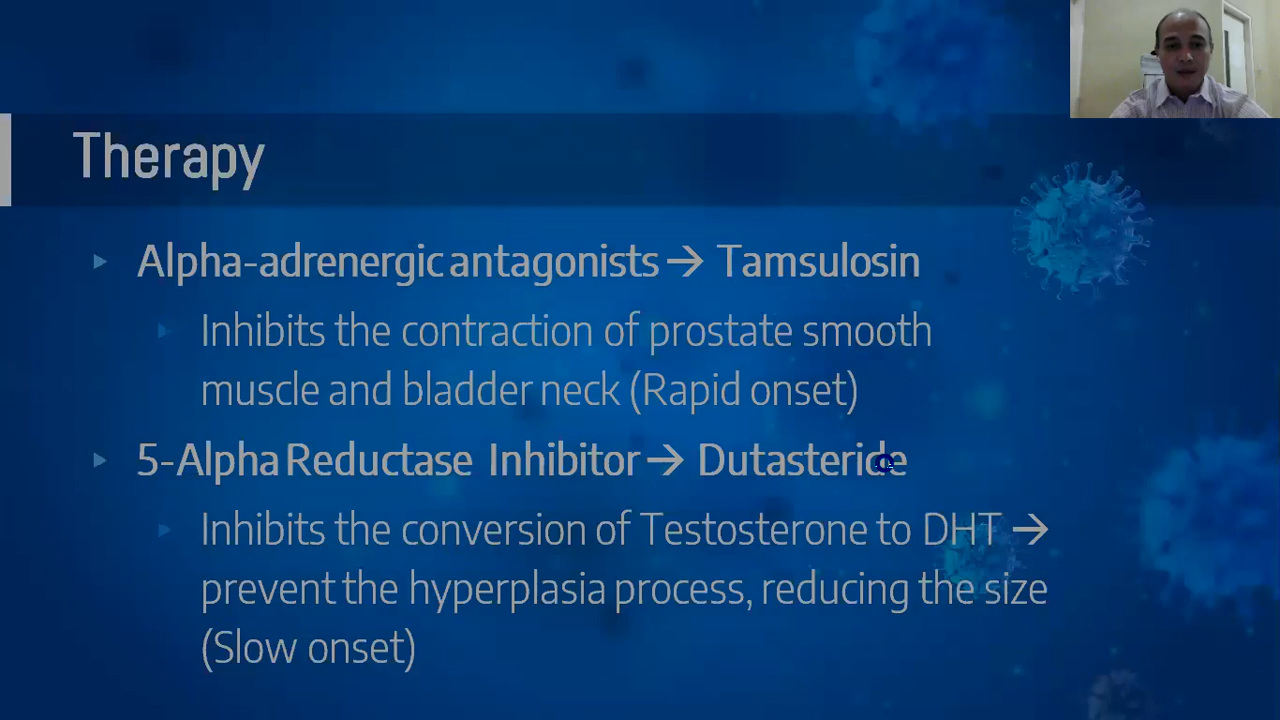 Therapy
Alpha-adrenergic antagonists → Tamsulosin
Inhibits the contraction of prostate smooth
muscle and bladder neck (Rapid onset)
5-Alpha Reductase Inhibitor → Dutasteride
Inhibits the conversion of Testosterone to DHT →
prevent the hyperplasia process, reducing the size
(Slow onset)